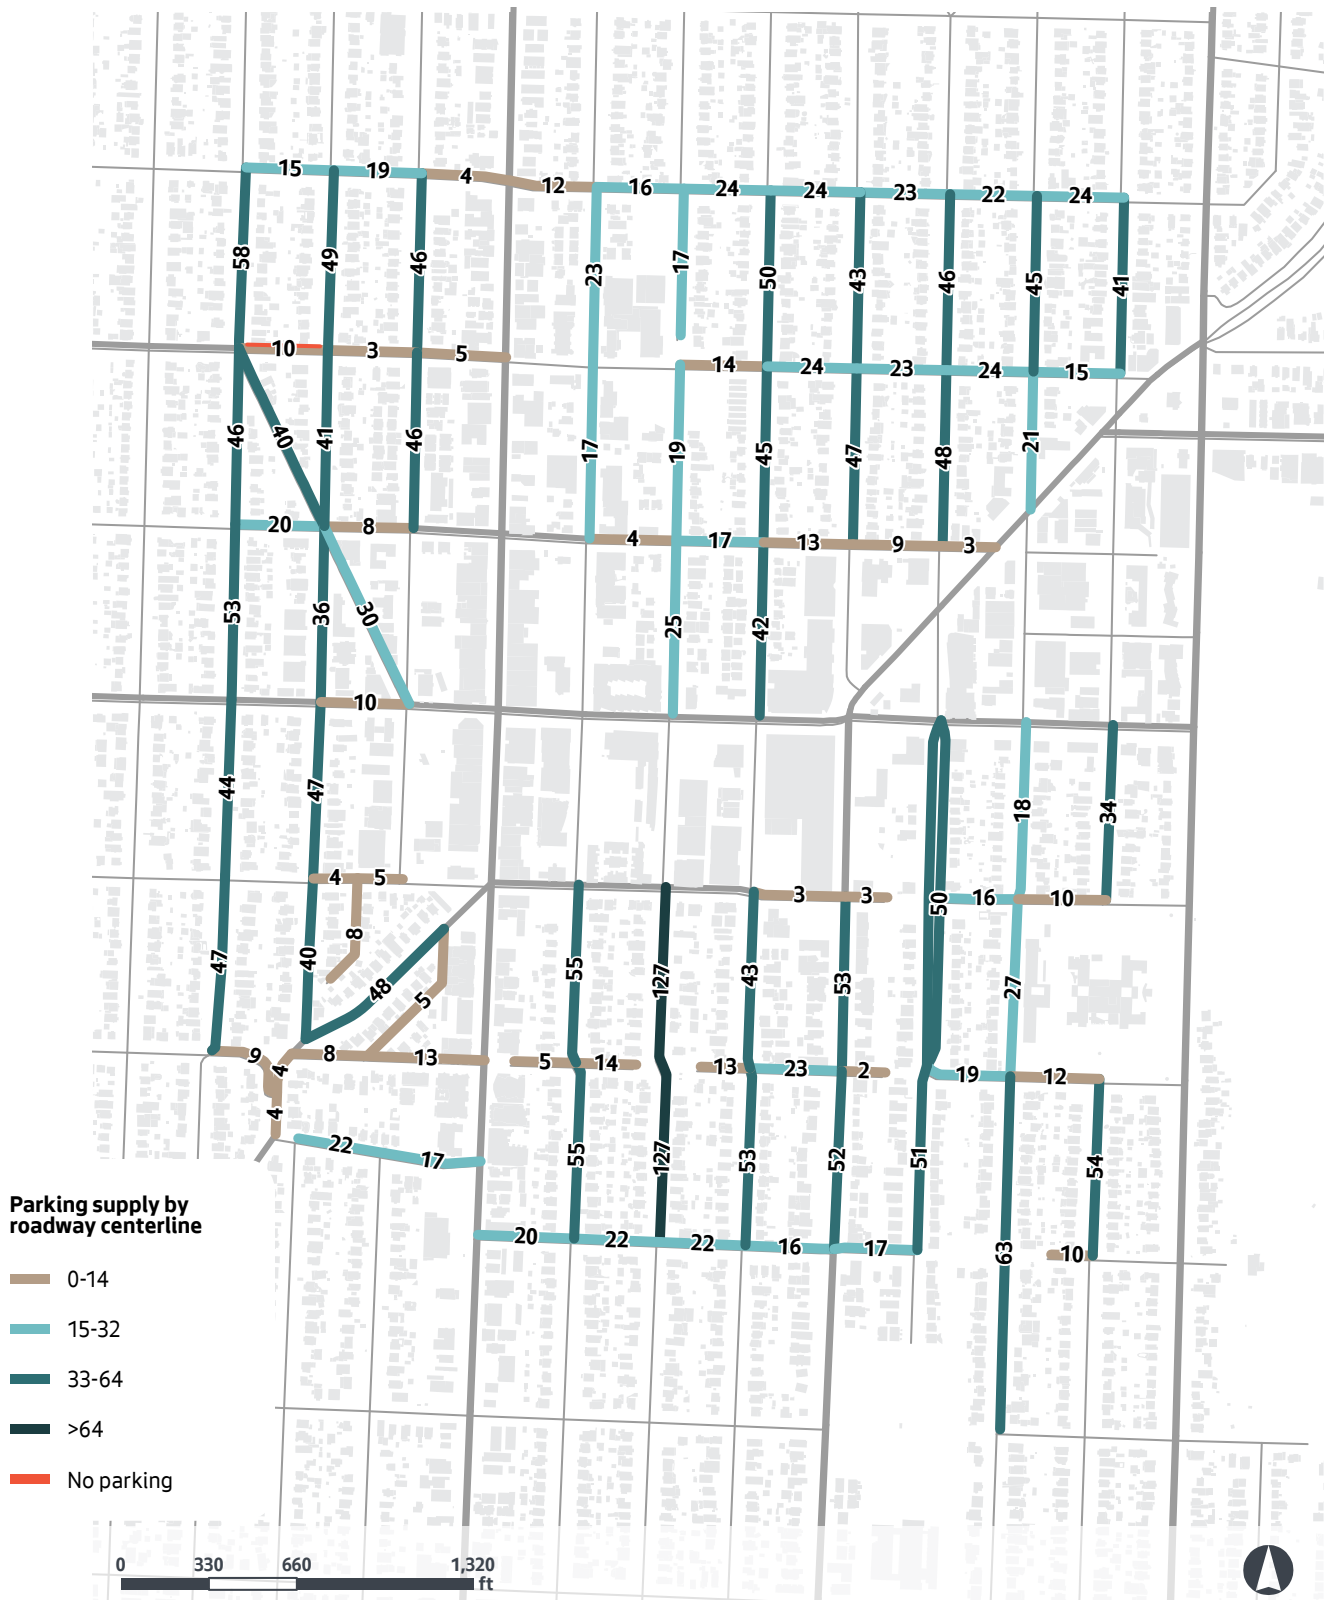 15 19 4 12 16 24 24 23 22 24
58 49 46 23 17 50 43 46 45 41
10 3 5 14 24 23 24 15
46 40 41 46 17 19 45 47 48 21
20 8 4 17 13 9 3
53 36 30 25 42
10
44 47 18 34
4 5 3 3 50 16 10
47 40 8 48 5 55 127 43 53 27
9 4 8 13 5 14 13 23 2 19 12
4 22 17 55 127 53 52 51 54
20 22 22 16 17 63 10
Parking supply by
roadway centerline
0-14
15-32
33-64
>64
No parking
0 330 660 1,320
ft